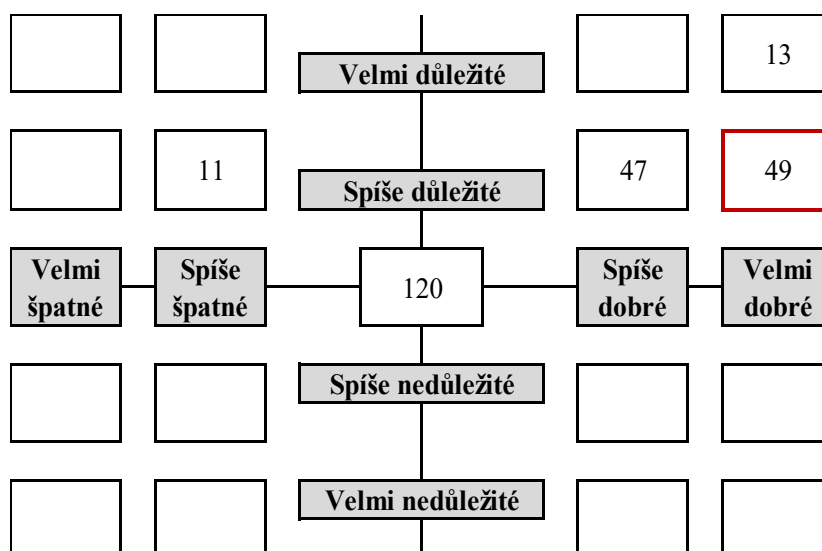 13
Velmi důležité
11
47
49
Spíše důležité
Velmi
špatné
Spíše
špatné
120
Spíše
dobré
Velmi
dobré
Spíše nedůležité
Velmi nedůležité